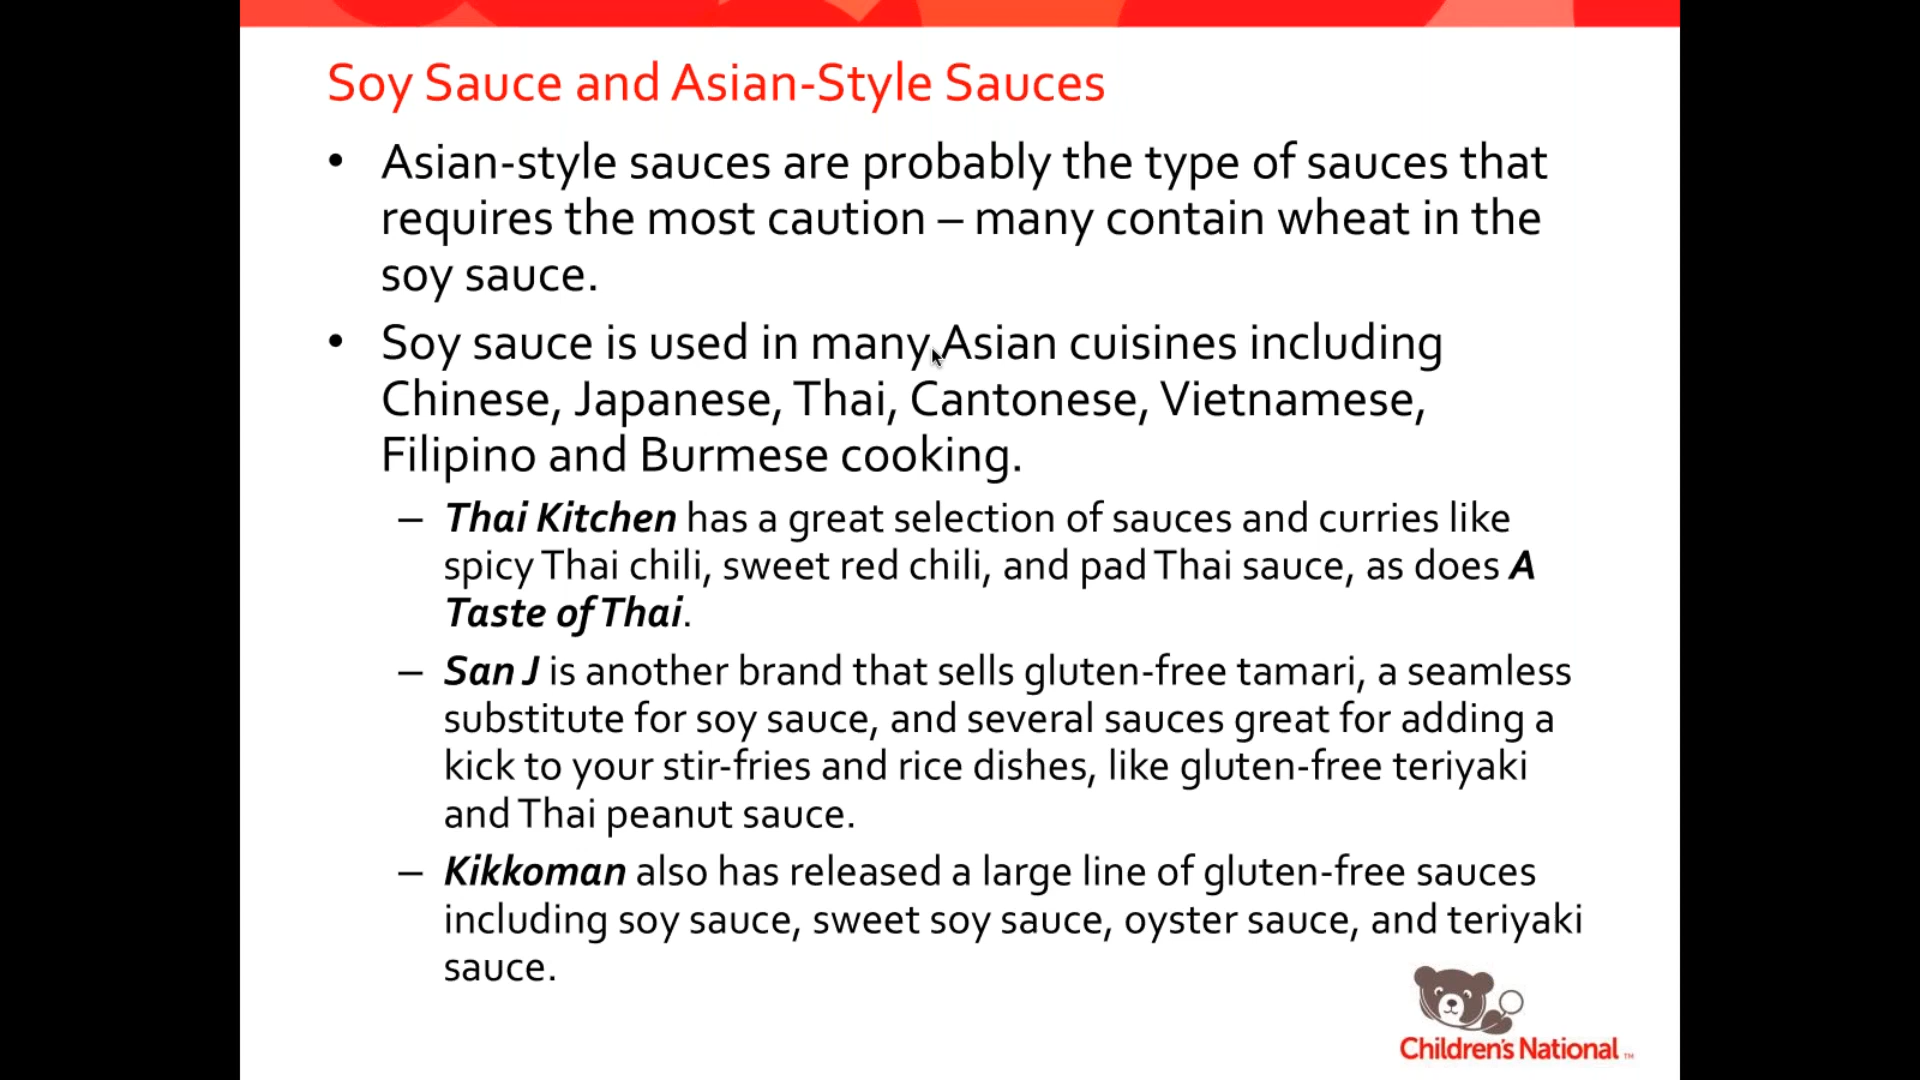 Soy Sauce and Asian-Style Sauces
• Asian-style sauces are probably the type of sauces that
requires the most caution – many contain wheat in the
soy sauce.
• Soy sauce is used in many Asian cuisines including
Chinese, Japanese, Thai, Cantonese, Vietnamese,
Filipino and Burmese cooking.
– Thai Kitchen has a great selection of sauces and curries like
spicy Thai chili, sweet red chili, and pad Thai sauce, as does A
Taste of Thai.
– San J is another brand that sells gluten-free tamari, a seamless
substitute for soy sauce, and several sauces great for adding a
kick to your stir-fries and rice dishes, like gluten-free teriyaki
and Thai peanut sauce.
– Kikkoman also has released a large line of gluten-free sauces
including soy sauce, sweet soy sauce, oyster sauce, and teriyaki
sauce.
Children's National ™